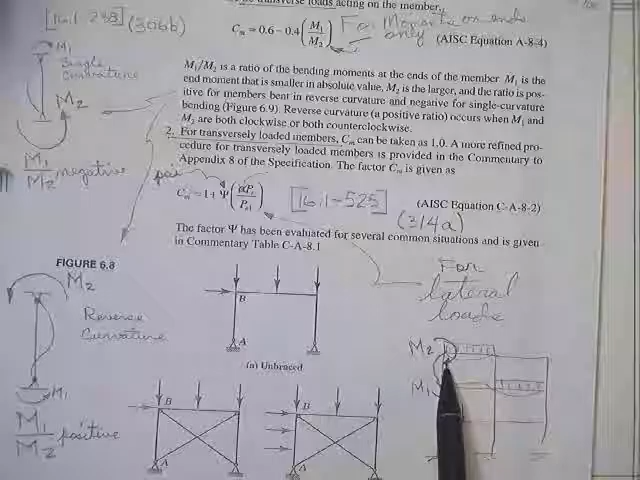 transverse loads acting on the member.
[16.1-238] (306b)
Cm = 0.6 - 0.4 (M1/M2)
For Moments on ends only
(AISC Equation A-8-4)
M1
Single
Curvature
M2
M1/M2 negative
M1/M2 is a ratio of the bending moments at the ends of the member M1 is the
end moment that is smaller in absolute value, M2 is the larger, and the ratio is pos-
itive for members bent in reverse curvature and negative for single-curvature
bending (Figure 6.9). Reverse curvature (a positive ratio) occurs when M1 and
M2 are both clockwise or both counterclockwise.
2. For transversely loaded members, Cm can be taken as 1.0. A more refined pro-
cedure for transversely loaded members is provided in the Commentary to
Appendix 8 of the Specification. The factor Cm is given as
Cm = 1 + Ψ (αPr/Pe1)
[16.1-525]
(AISC Equation C-A-8-2)
(314a)
The factor Ψ has been evaluated for several common situations and is given
in Commentary Table C-A-8.1
For
lateral
loads
FIGURE 6.8
M2
Reverse
Curvature
M1
M1/M2 positive
B
A
(a) Unbraced
B
A
B
A
M2
M1